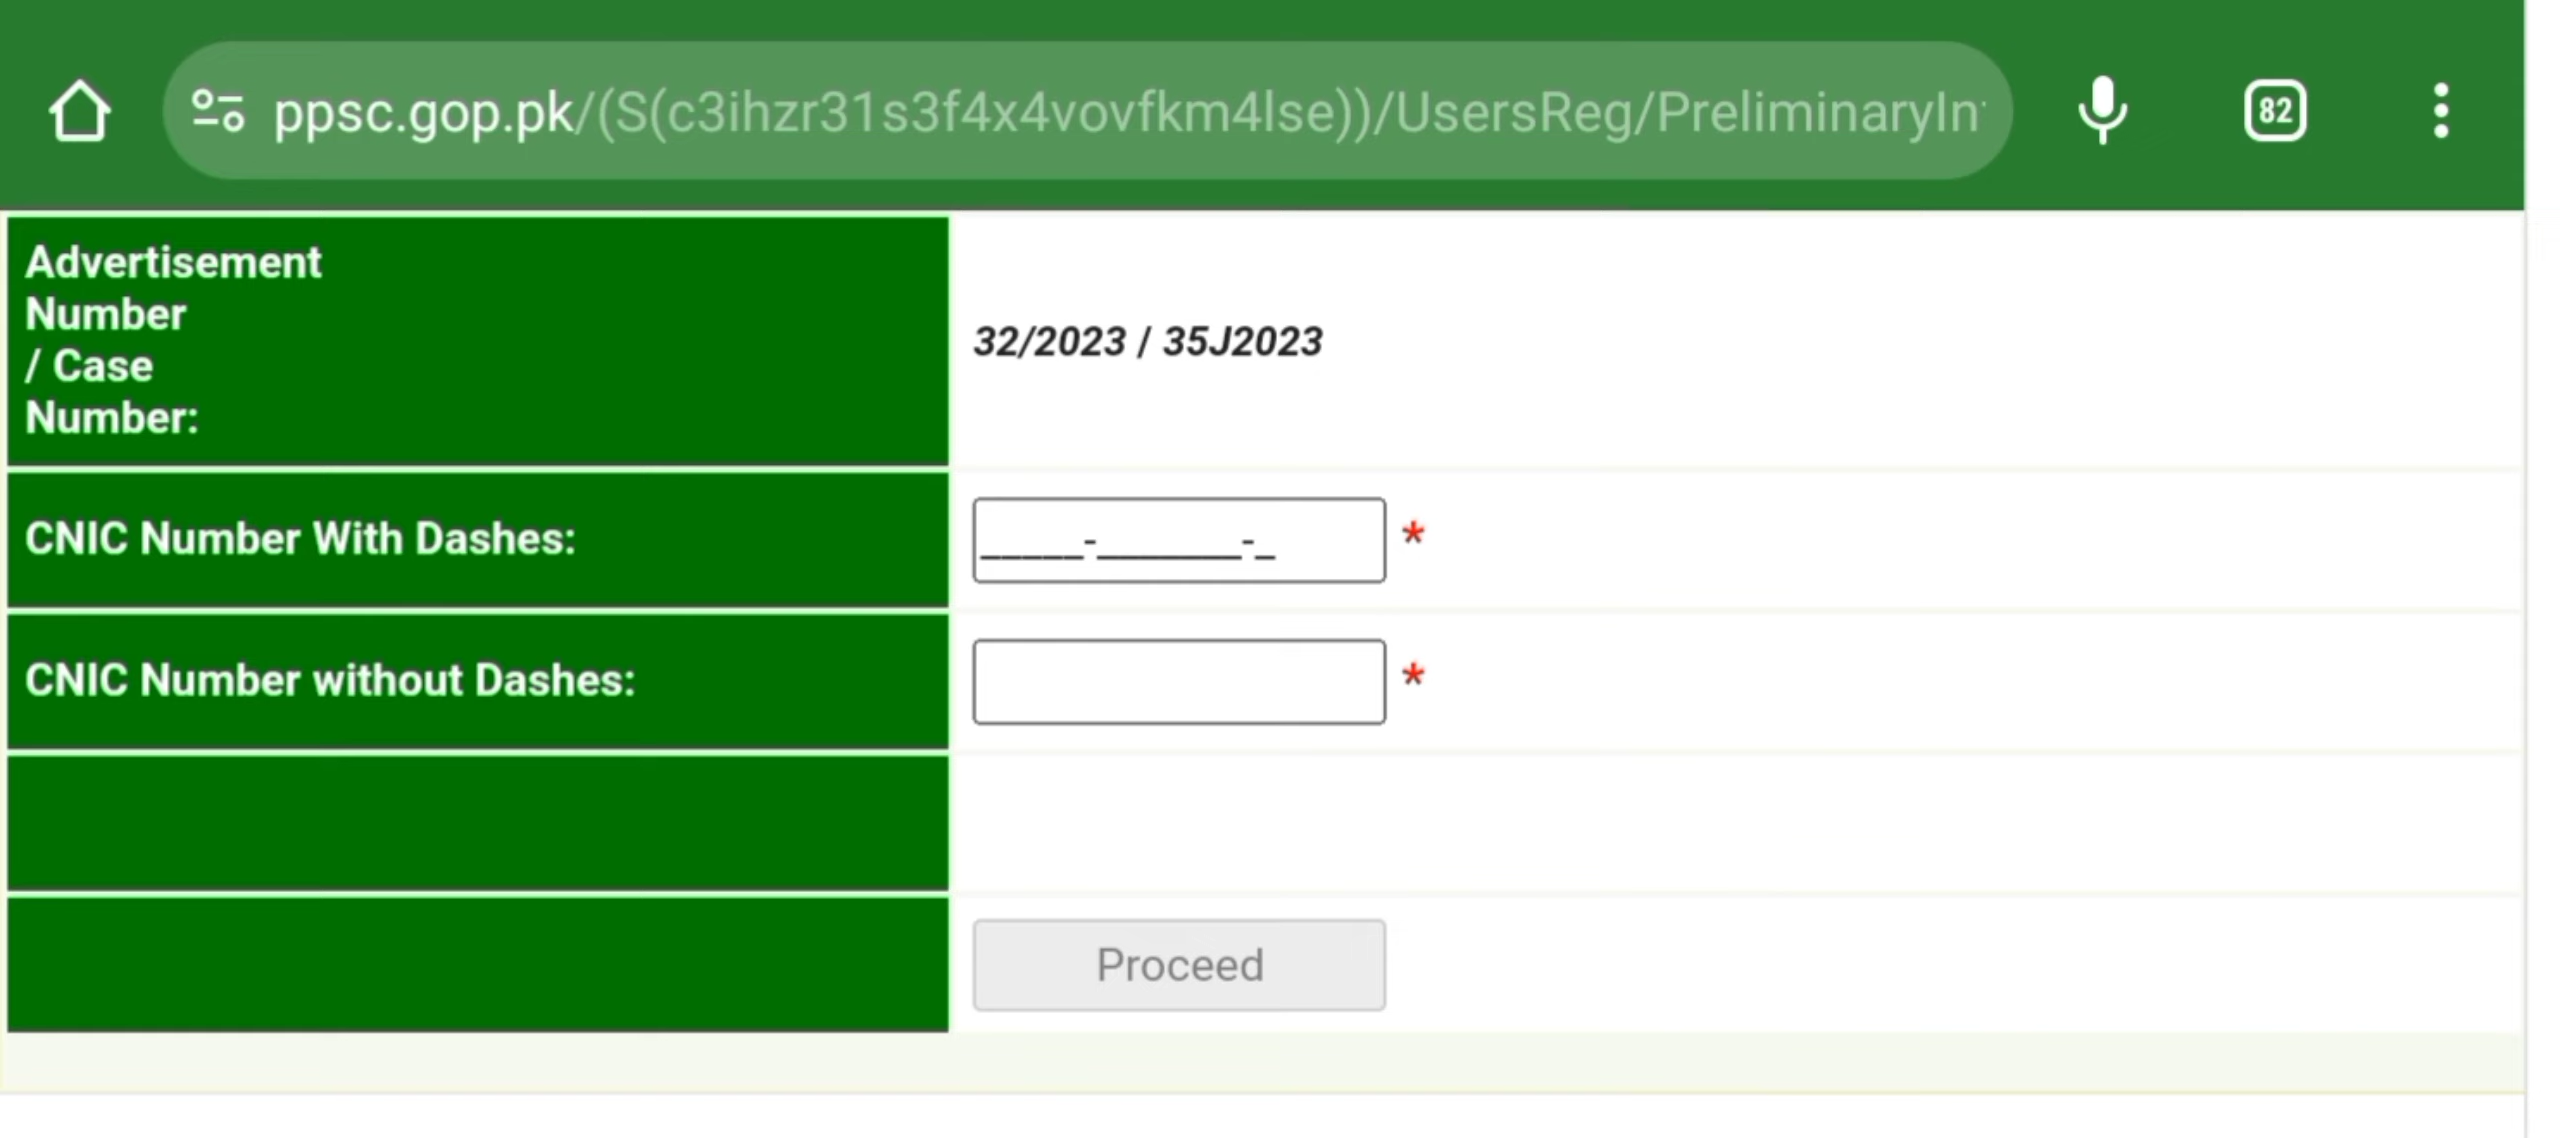 ppsc.gop.pk/(S(c3ihzr31s3f4x4vovfkm4lse))/UsersReg/PreliminaryIn
82
Advertisement
Number
/ Case
Number:
32/2023 / 35J2023
CNIC Number With Dashes:
_____-_______-_ *
CNIC Number without Dashes:
*
Proceed